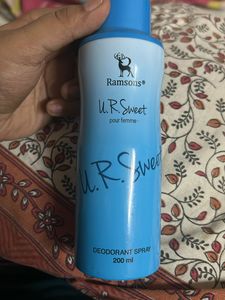 Ramsons®
U.R.Sweet
pour femme
U.R.Sweet
DEODORANT SPRAY
200 ml